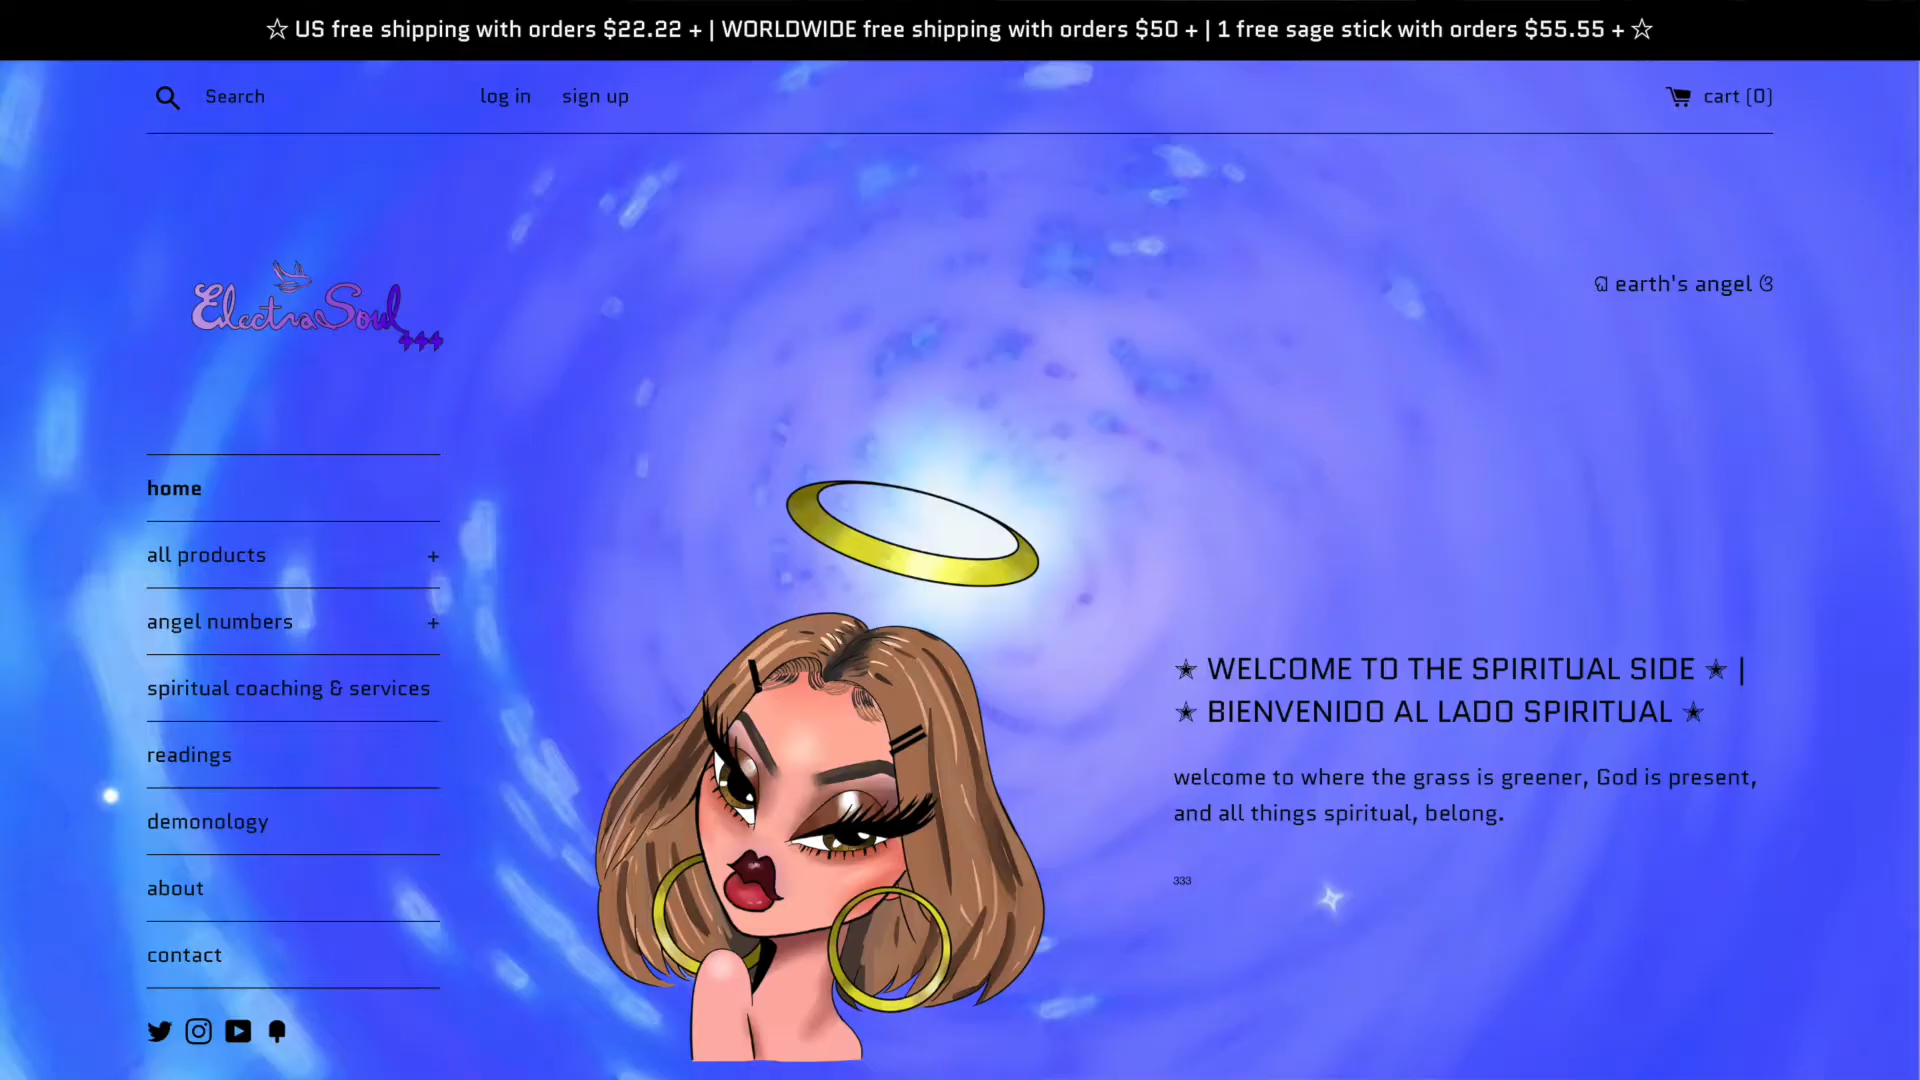 ☆ US free shipping with orders $22.22 + | WORLDWIDE free shipping with orders $50 + | 1 free sage stick with orders $55.55 + ☆
Search
log in
sign up
cart (0)
ElectraSoul
ᘏ earth's angel ଓ
home
all products +
angel numbers +
spiritual coaching & services
readings
demonology
about
contact
✭ WELCOME TO THE SPIRITUAL SIDE ✭ |
✭ BIENVENIDO AL LADO SPIRITUAL ✭
welcome to where the grass is greener, God is present,
and all things spiritual, belong.
333